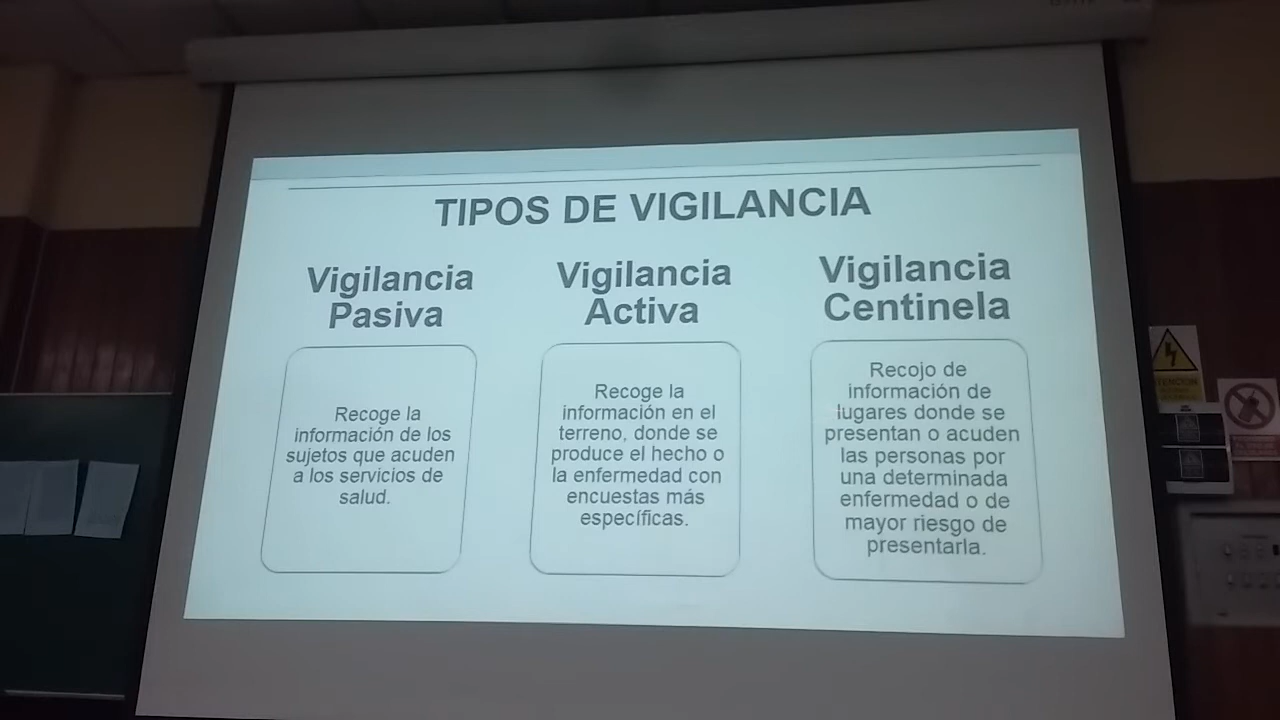 TIPOS DE VIGILANCIA
Vigilancia
Pasiva
Recoge la
información de los
sujetos que acuden
a los servicios de
salud.
Vigilancia
Activa
Recoge la
información en el
terreno, donde se
produce el hecho o
la enfermedad con
encuestas más
específicas.
Vigilancia
Centinela
Recojo de
información de
lugares donde se
presentan o acuden
las personas por
una determinada
enfermedad o de
mayor riesgo de
presentarla.